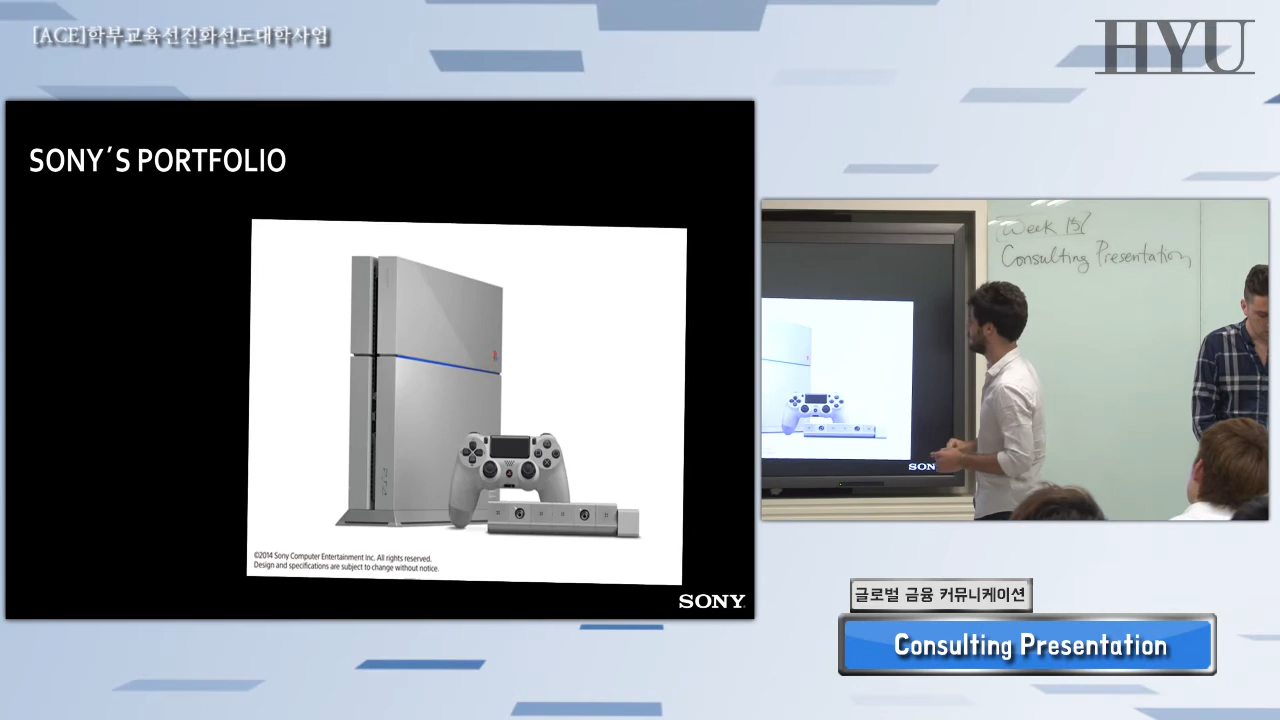 [ACE]학부교육선진화선도대학사업
HYU
SONY´S PORTFOLIO
PS4
©2014 Sony Computer Entertainment Inc. All rights reserved.
Design and specifications are subject to change without notice.
SONY
Week 15
Consulting Presentation
SON
글로벌 금융 커뮤니케이션
Consulting Presentation